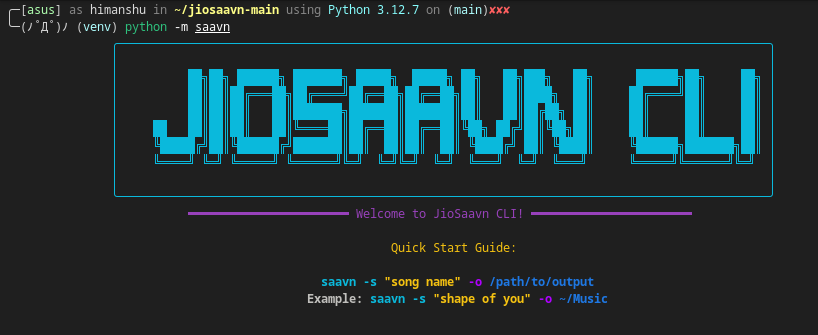 ╭─[asus] as himanshu in ~/jiosaavn-main using Python 3.12.7 on (main)✘✘✘
╰─(ﾉ˚Д˚)ﾉ (venv) python -m saavn
JIOSAAVN CLI
Welcome to JioSaavn CLI!
Quick Start Guide:
saavn -s "song name" -o /path/to/output
Example: saavn -s "shape of you" -o ~/Music